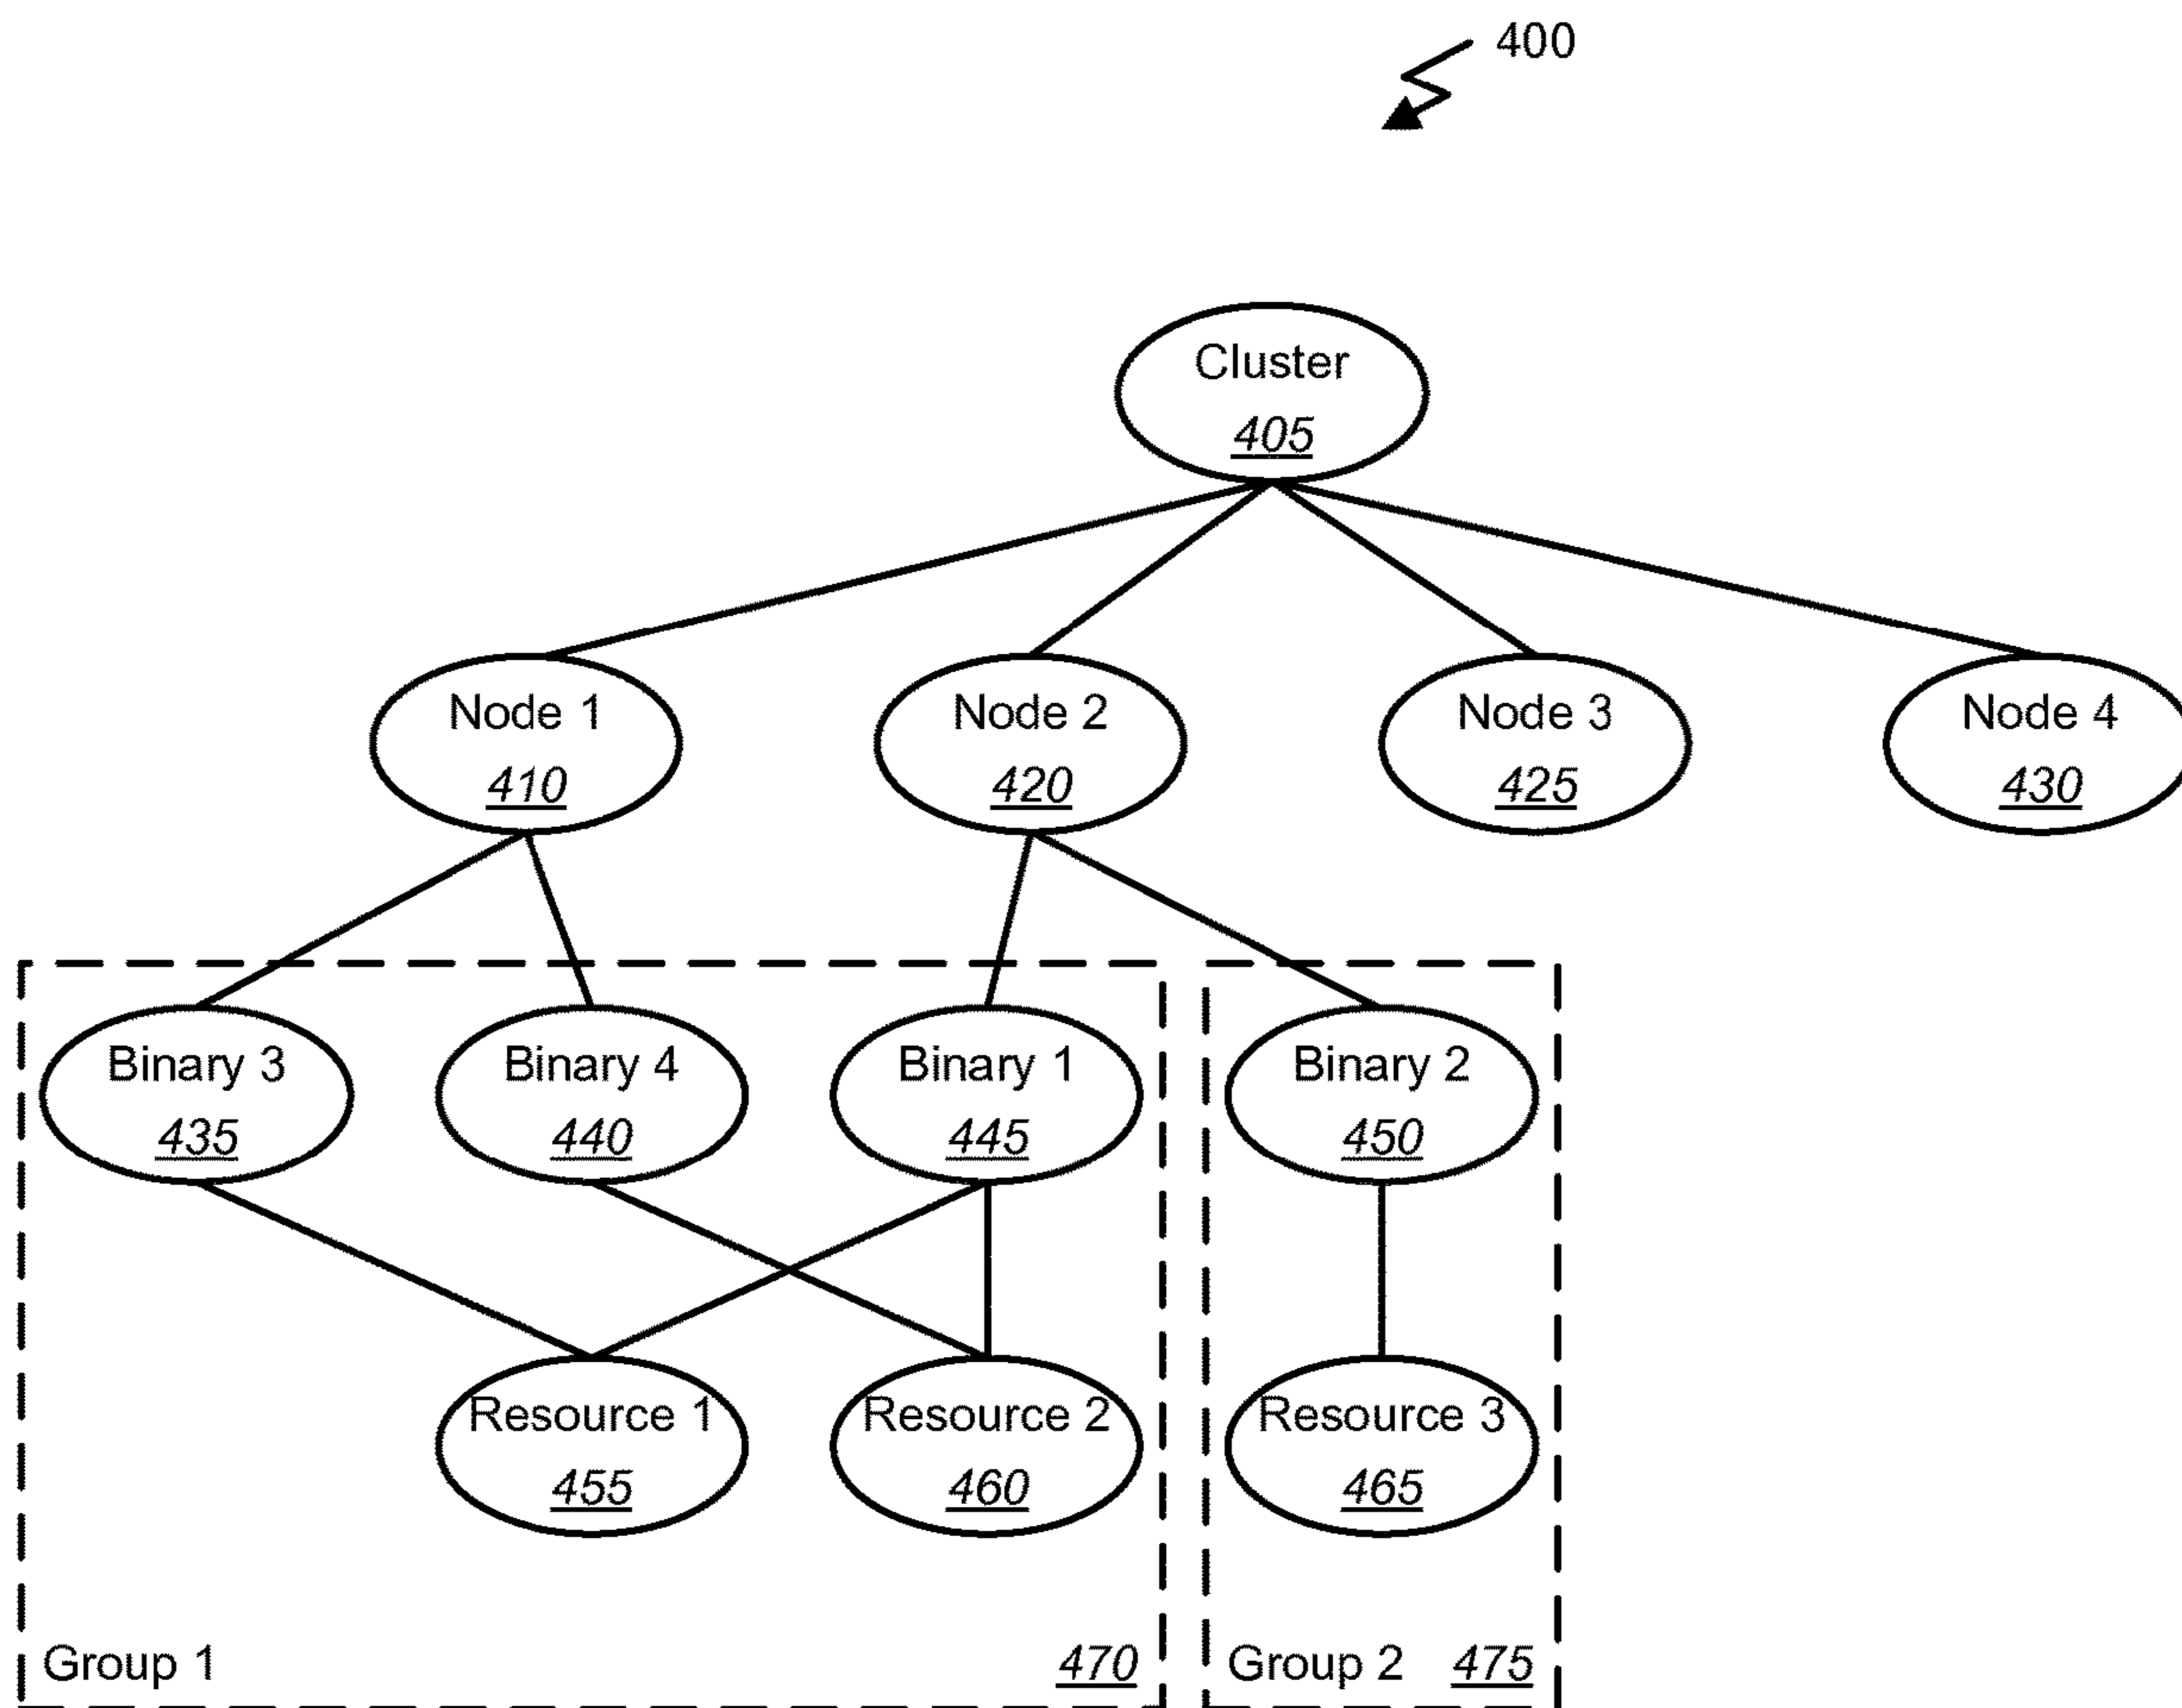 400
Cluster
405
Node 1
410
Node 2
420
Node 3
425
Node 4
430
Binary 3
435
Binary 4
440
Binary 1
445
Binary 2
450
Resource 1
455
Resource 2
460
Resource 3
465
Group 1
470
Group 2
475